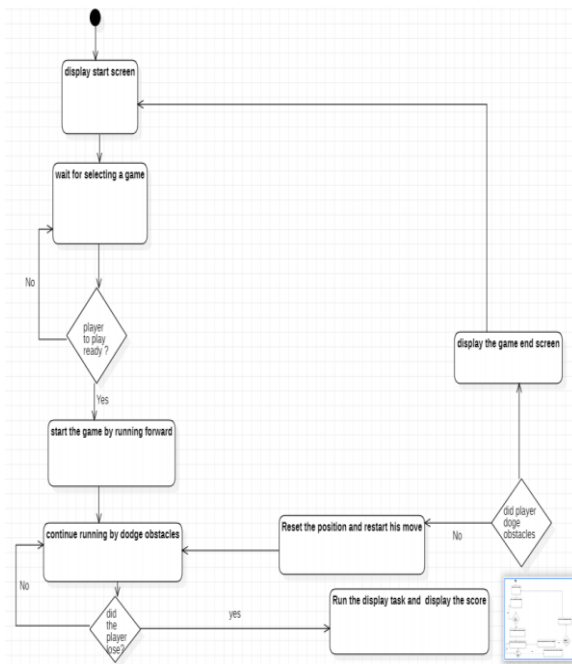 display start screen
wait for selecting a game
No
player
to play
ready ?
Yes
start the game by running forward
continue running by dodge obstacles
No
did
the
player
lose?
yes
Run the display task and display the score
Reset the position and restart his move
No
did player
doge
obstacles
display the game end screen